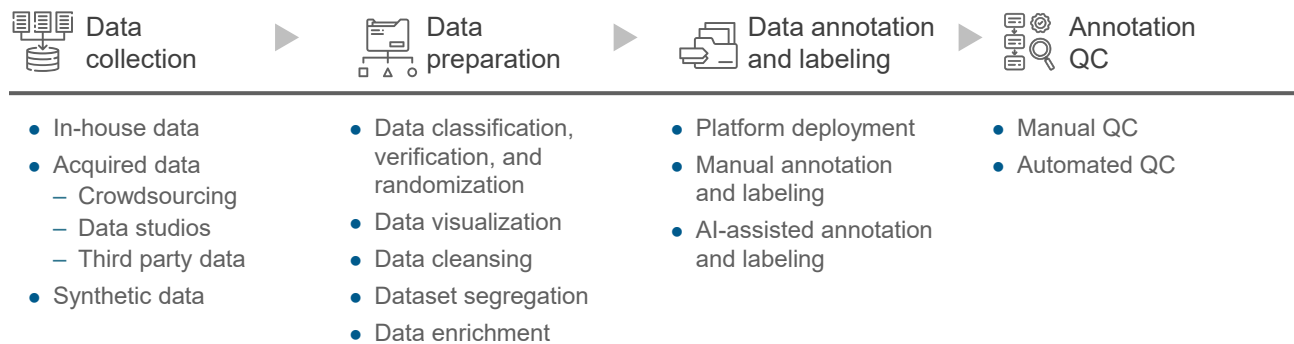 Data
collection
Data
preparation
Data annotation
and labeling
Annotation
QC
● In-house data
● Acquired data
– Crowdsourcing
– Data studios
– Third party data
● Synthetic data
● Data classification,
verification, and
randomization
● Data visualization
● Data cleansing
● Dataset segregation
● Data enrichment
● Platform deployment
● Manual annotation
and labeling
● AI-assisted annotation
and labeling
● Manual QC
● Automated QC